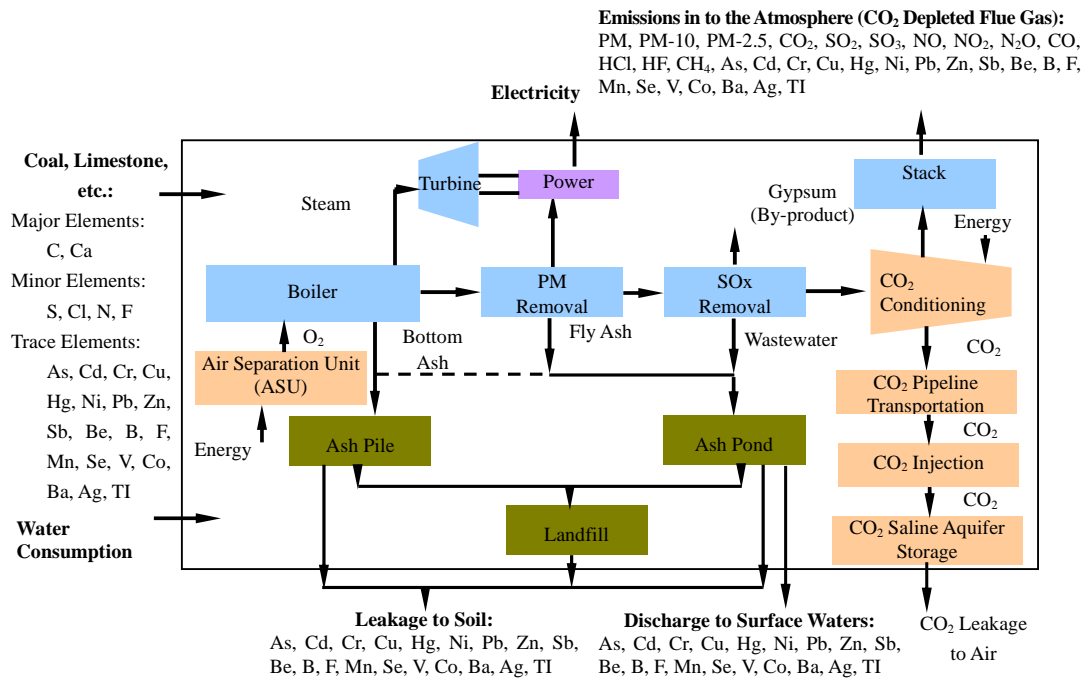 Emissions in to the Atmosphere (CO₂ Depleted Flue Gas):
PM, PM-10, PM-2.5, CO₂, SO₂, SO₃, NO, NO₂, N₂O, CO,
HCl, HF, CH₄, As, Cd, Cr, Cu, Hg, Ni, Pb, Zn, Sb, Be, B, F,
Mn, Se, V, Co, Ba, Ag, TI
Electricity
Coal, Limestone,
etc.:
Major Elements:
C, Ca
Minor Elements:
S, Cl, N, F
Trace Elements:
As, Cd, Cr, Cu,
Hg, Ni, Pb, Zn,
Sb, Be, B, F,
Mn, Se, V, Co,
Ba, Ag, TI
Water
Consumption
Steam
Turbine
Power
Gypsum
(By-product)
Stack
Energy
Boiler
PM
Removal
SOx
Removal
CO₂
Conditioning
O₂
Bottom
Ash
Fly Ash
Wastewater
CO₂
Air Separation Unit
(ASU)
CO₂ Pipeline
Transportation
Energy
Ash Pile
Ash Pond
CO₂
CO₂ Injection
CO₂
Landfill
CO₂ Saline Aquifer
Storage
Leakage to Soil:
As, Cd, Cr, Cu, Hg, Ni, Pb, Zn, Sb,
Be, B, F, Mn, Se, V, Co, Ba, Ag, TI
Discharge to Surface Waters:
As, Cd, Cr, Cu, Hg, Ni, Pb, Zn, Sb,
Be, B, F, Mn, Se, V, Co, Ba, Ag, TI
CO₂ Leakage
to Air